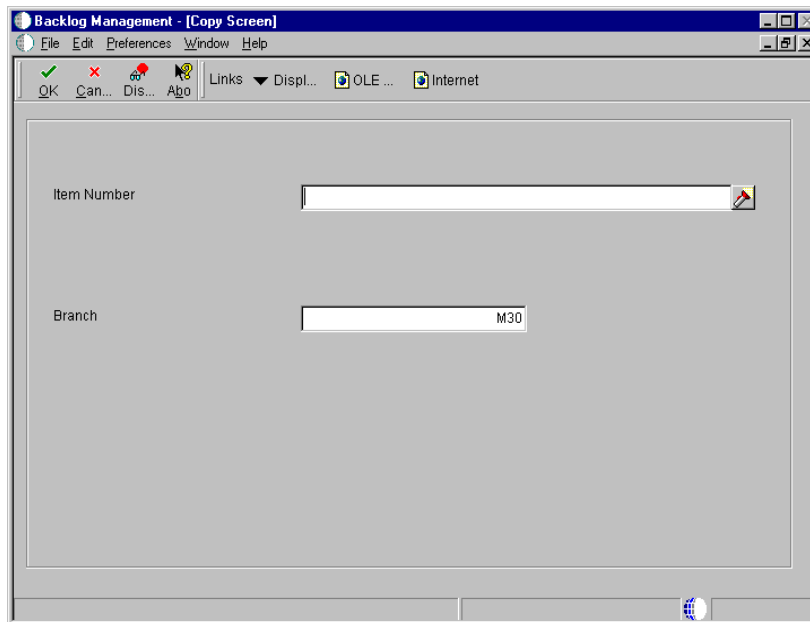 Backlog Management - [Copy Screen]
File Edit Preferences Window Help
OK Can... Dis... Abo Links Displ... OLE ... Internet
Item Number
Branch M30